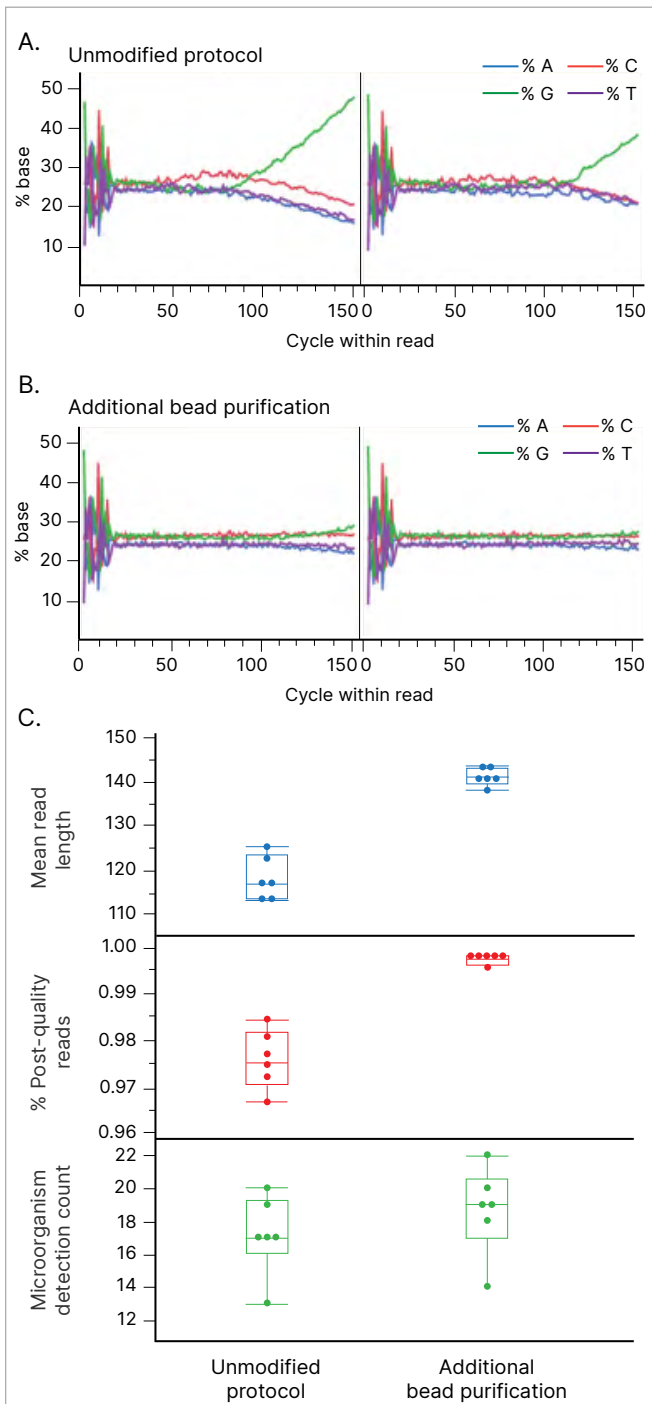 A.
Unmodified protocol
% A % C
% G % T
50
40
30
20
10
% base
0 50 100 150 0 50 100 150
Cycle within read
B.
Additional bead purification
% A % C
% G % T
50
40
30
20
10
% base
0 50 100 150 0 50 100 150
Cycle within read
C.
150
140
130
120
110
Mean read
length
1.00
0.99
0.98
0.97
0.96
% Post-quality
reads
22
20
18
16
14
12
Microorganism
detection count
Unmodified
protocol
Additional
bead purification